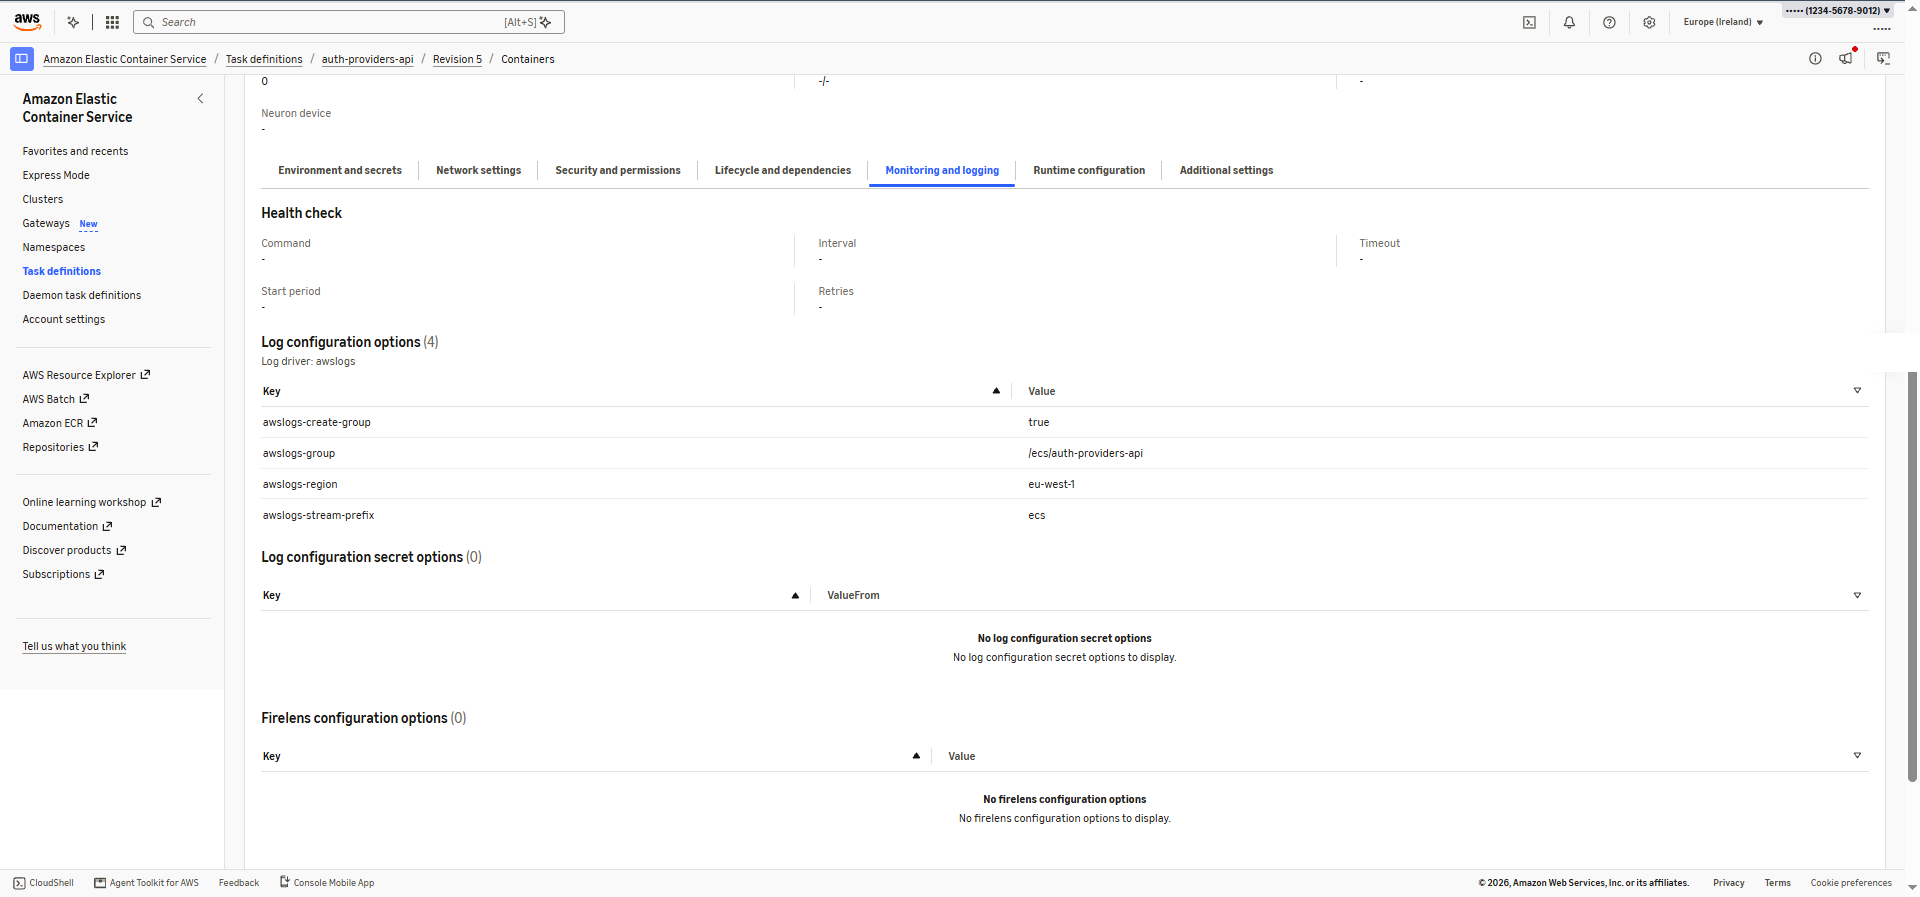 aws
Search [Alt+S]
Europe (Ireland) ▼
••••• (1234-5678-9012) ▼
•••••
Amazon Elastic Container Service / Task definitions / auth-providers-api / Revision 5 / Containers
Amazon Elastic
Container Service
Favorites and recents
Express Mode
Clusters
Gateways New
Namespaces
Task definitions
Daemon task definitions
Account settings
AWS Resource Explorer
AWS Batch
Amazon ECR
Repositories
Online learning workshop
Documentation
Discover products
Subscriptions
Tell us what you think
0 -/- -
Neuron device
-
Environment and secrets Network settings Security and permissions Lifecycle and dependencies Monitoring and logging Runtime configuration Additional settings
Health check
Command Interval Timeout
- - -
Start period Retries
- -
Log configuration options (4)
Log driver: awslogs
Key Value
awslogs-create-group true
awslogs-group /ecs/auth-providers-api
awslogs-region eu-west-1
awslogs-stream-prefix ecs
Log configuration secret options (0)
Key ValueFrom
No log configuration secret options
No log configuration secret options to display.
Firelens configuration options (0)
Key Value
No firelens configuration options
No firelens configuration options to display.
CloudShell Agent Toolkit for AWS Feedback Console Mobile App
© 2026, Amazon Web Services, Inc. or its affiliates. Privacy Terms Cookie preferences